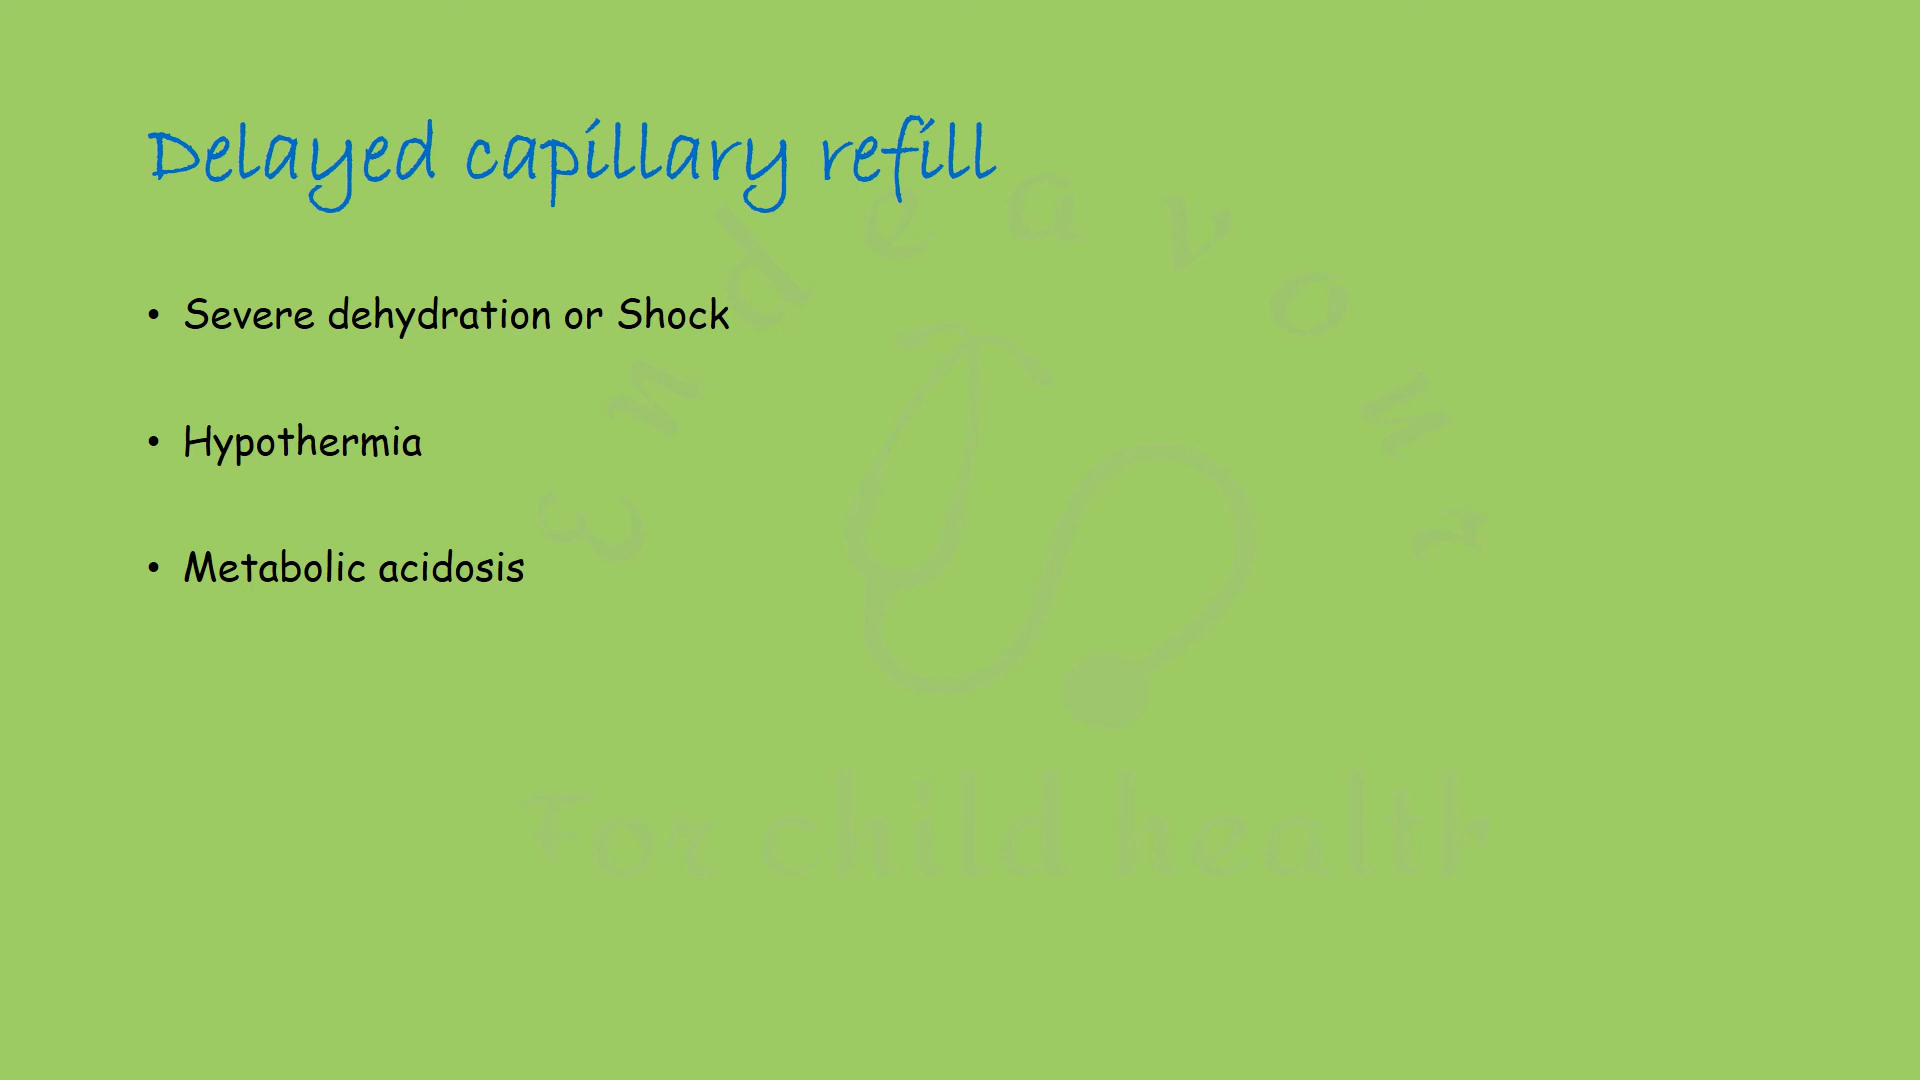 Delayed capillary refill
• Severe dehydration or Shock
• Hypothermia
• Metabolic acidosis
Endeavour
For child health